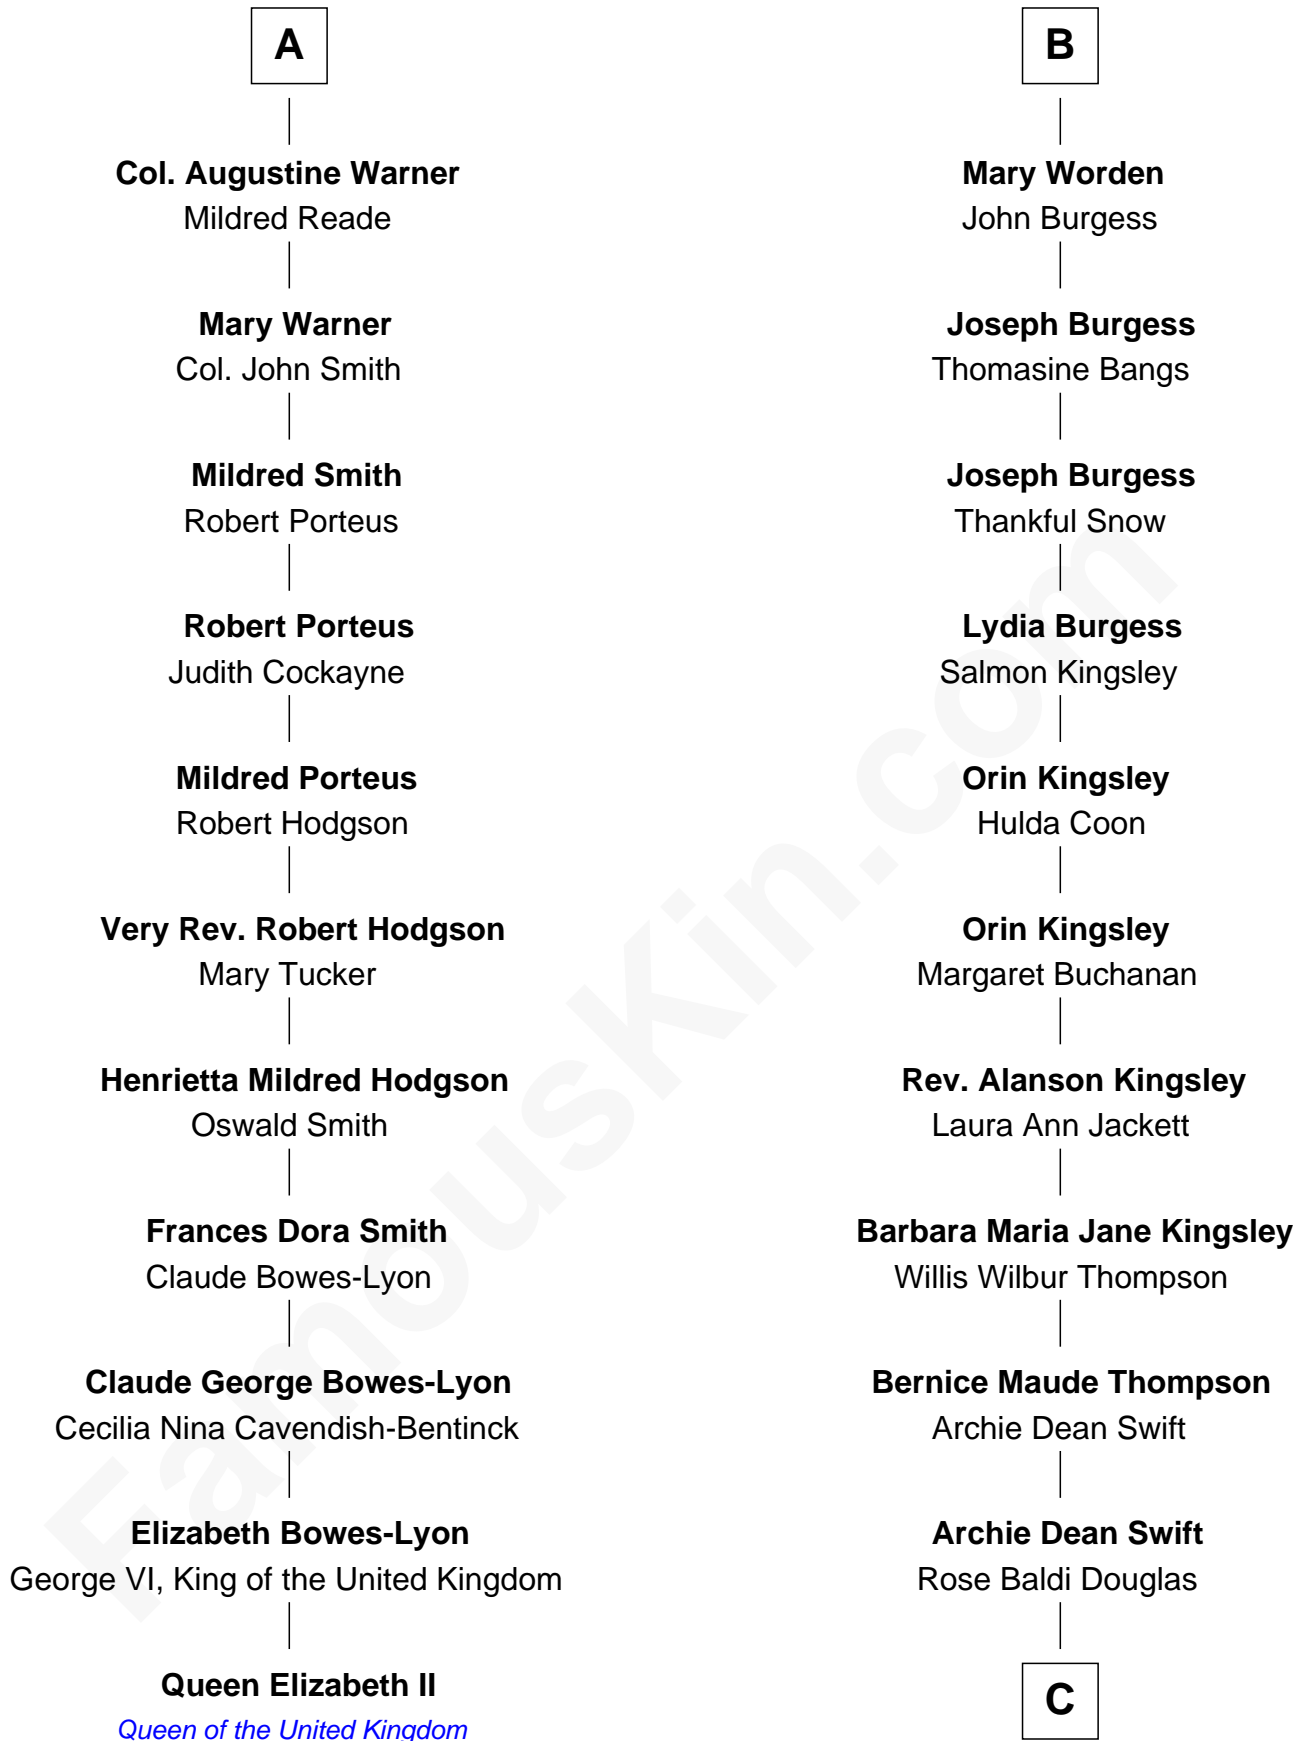 A
Col. Augustine Warner
Mildred Reade
Mary Warner
Col. John Smith
Mildred Smith
Robert Porteus
Robert Porteus
Judith Cockayne
Mildred Porteus
Robert Hodgson
Very Rev. Robert Hodgson
Mary Tucker
Henrietta Mildred Hodgson
Oswald Smith
Frances Dora Smith
Claude Bowes-Lyon
Claude George Bowes-Lyon
Cecilia Nina Cavendish-Bentinck
Elizabeth Bowes-Lyon
George VI, King of the United Kingdom
Queen Elizabeth II
Queen of the United Kingdom
B
Mary Worden
John Burgess
Joseph Burgess
Thomasine Bangs
Joseph Burgess
Thankful Snow
Lydia Burgess
Salmon Kingsley
Orin Kingsley
Hulda Coon
Orin Kingsley
Margaret Buchanan
Rev. Alanson Kingsley
Laura Ann Jackett
Barbara Maria Jane Kingsley
Willis Wilbur Thompson
Bernice Maude Thompson
Archie Dean Swift
Archie Dean Swift
Rose Baldi Douglas
C
FamousKin.com